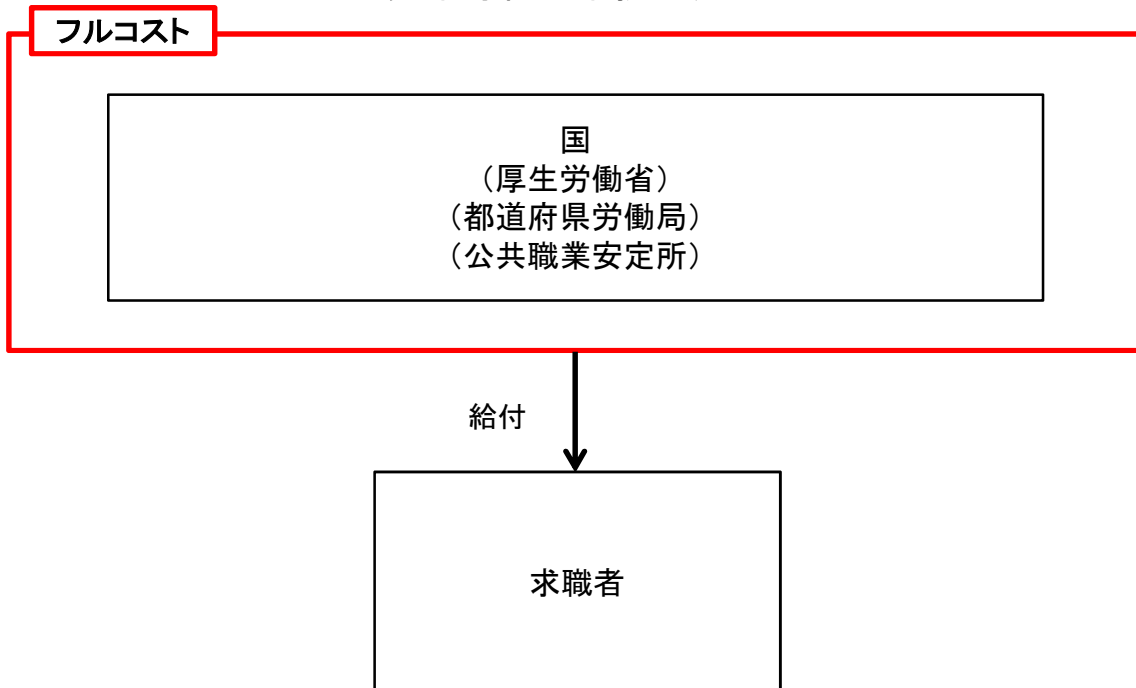 フルコスト
国
（厚生労働省）
（都道府県労働局）
（公共職業安定所）
給付
求職者